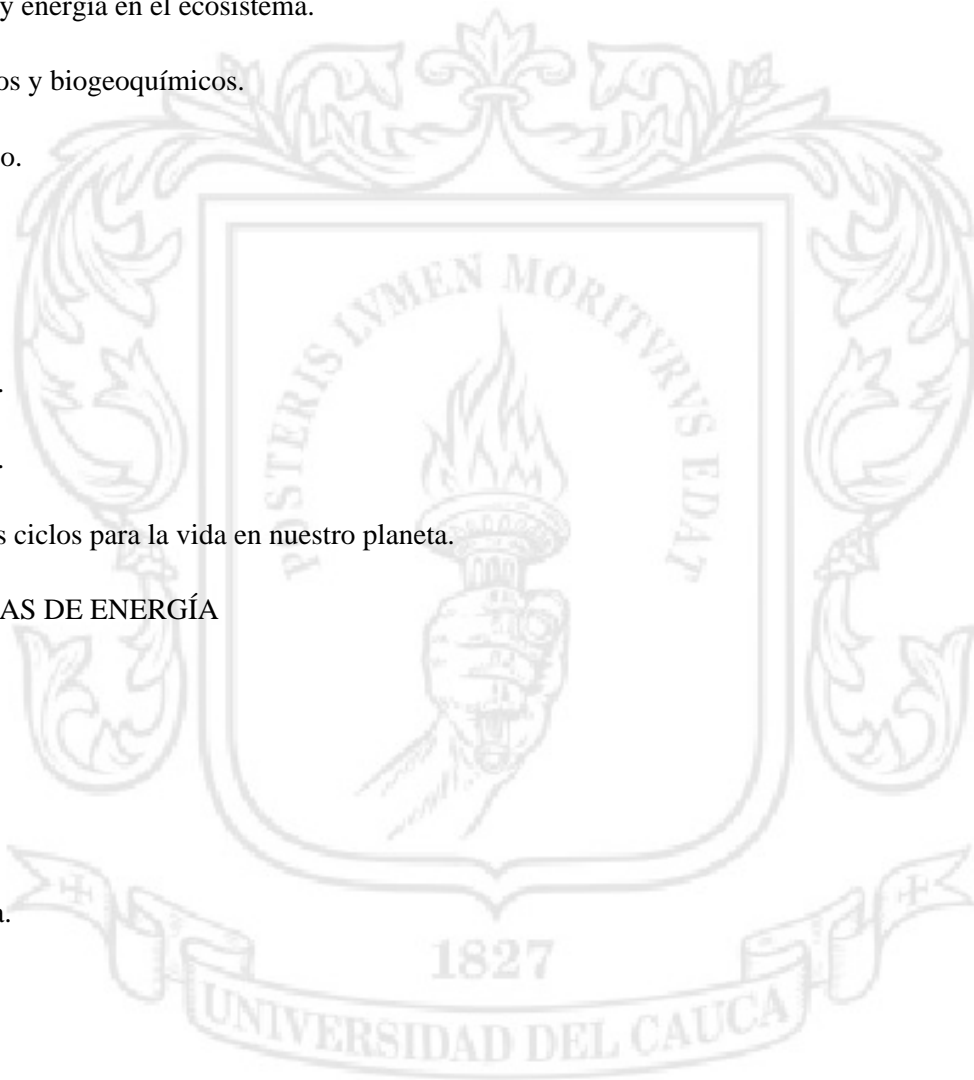 y energía en el ecosistema.
os y biogeoquímicos.
o.
.
.
s ciclos para la vida en nuestro planeta.
AS DE ENERGÍA
a.
POSTERIS LVMEN MORITVRVS EDAT
1827
UNIVERSIDAD DEL CAUCA